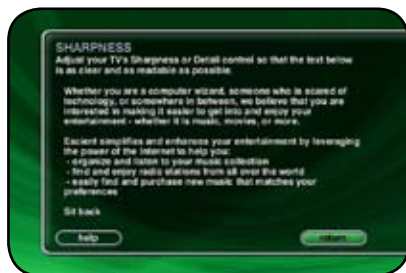 SHARPNESS
Adjust your TV's Sharpness or Detail control so that the text below
is as clear and as readable as possible.
Whether you are a computer wizard, someone who is scared of
technology, or somewhere in between, we believe that you are
interested in making it easier to get into and enjoy your
entertainment - whether it is music, movies, or more.
Escient simplifies and enhances your entertainment by leveraging
the power of the Internet to help you:
- organize and listen to your music collection
- find and enjoy radio stations from all over the world
- easily find and purchase new music that matches your
preferences
Sit back
help
return